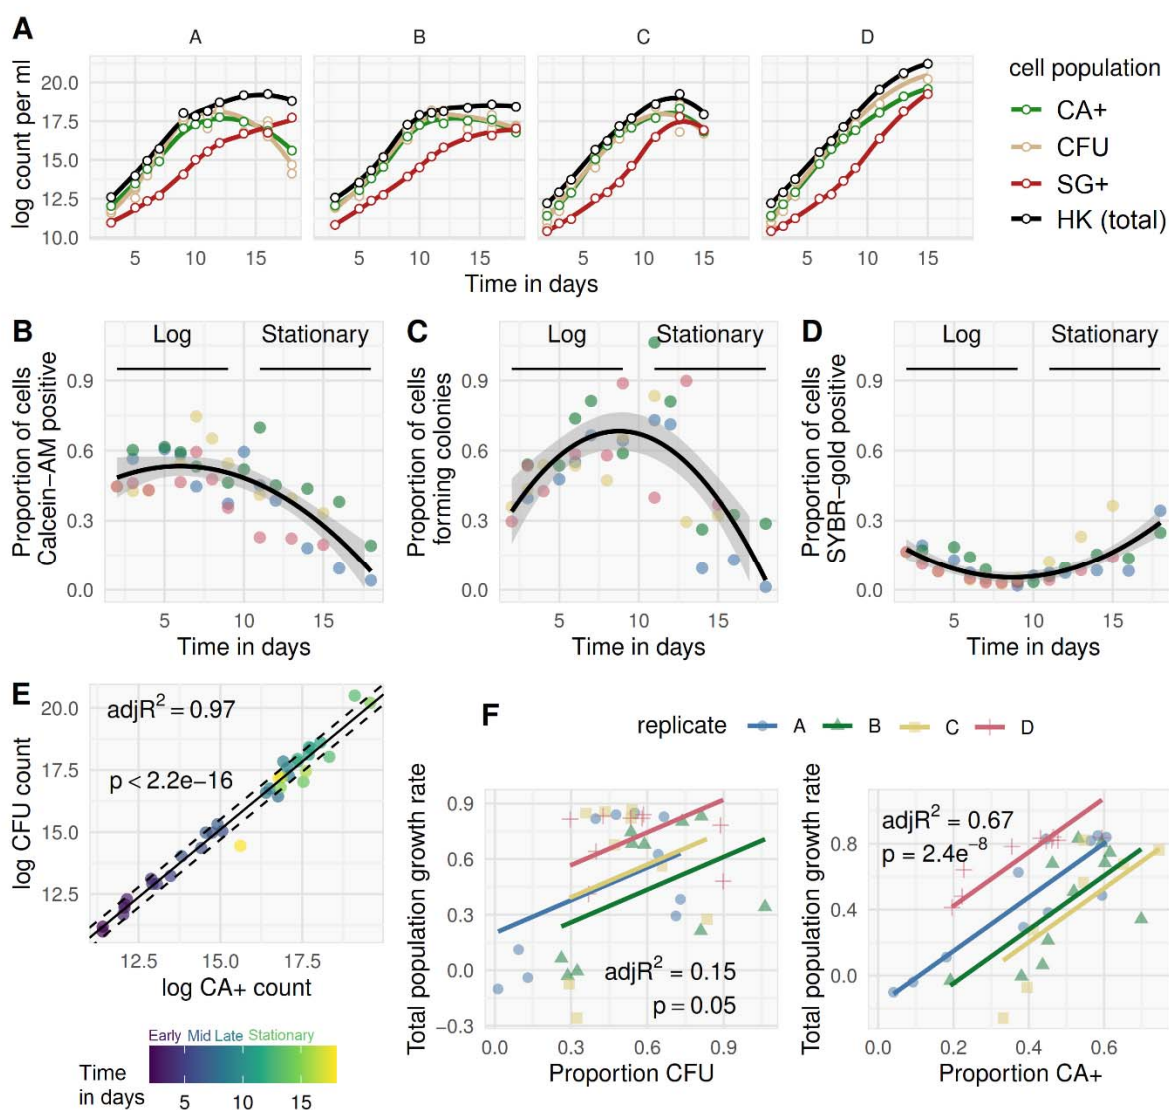 A
A B C D
log count per ml
20.0
17.5
15.0
12.5
10.0
5 10 15 5 10 15 5 10 15 5 10 15
Time in days
cell population
CA+
CFU
SG+
HK (total)
B
Log Stationary
Proportion of cells
Calcein−AM positive
0.9
0.6
0.3
0.0
5 10 15
Time in days
C
Log Stationary
Proportion of cells
forming colonies
0.9
0.6
0.3
0.0
5 10 15
Time in days
D
Log Stationary
Proportion of cells
SYBR−gold positive
0.9
0.6
0.3
0.0
5 10 15
Time in days
E
adjR² = 0.97
p < 2.2e−16
log CFU count
20.0
17.5
15.0
12.5
12.5 15.0 17.5
log CA+ count
Early Mid Late Stationary
Time
in days
5 10 15
F
replicate A B C D
Total population growth rate
0.9
0.6
0.3
0.0
−0.3
adjR² = 0.15
p = 0.05
0.0 0.3 0.6 0.9
Proportion CFU
Total population growth rate
0.8
0.4
0.0
adjR² = 0.67
p = 2.4e⁻⁸
0.0 0.2 0.4 0.6
Proportion CA+